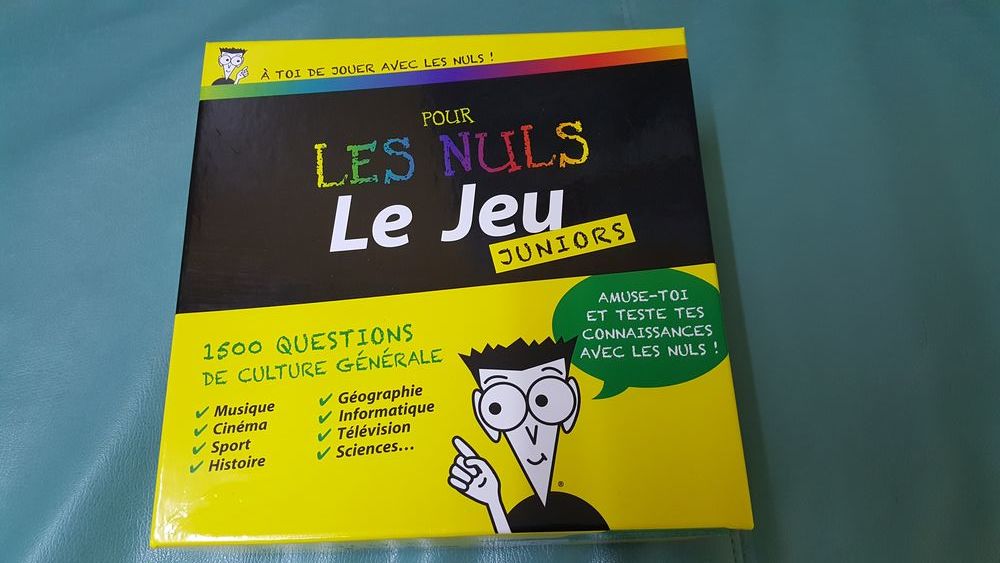 À TOI DE JOUER AVEC LES NULS !
POUR
LES NULS
Le Jeu
JUNIORS
AMUSE-TOI
ET TESTE TES
CONNAISSANCES
AVEC LES NULS !
1500 QUESTIONS
DE CULTURE GÉNÉRALE
✓ Musique
✓ Cinéma
✓ Sport
✓ Histoire
✓ Géographie
✓ Informatique
✓ Télévision
✓ Sciences...
®